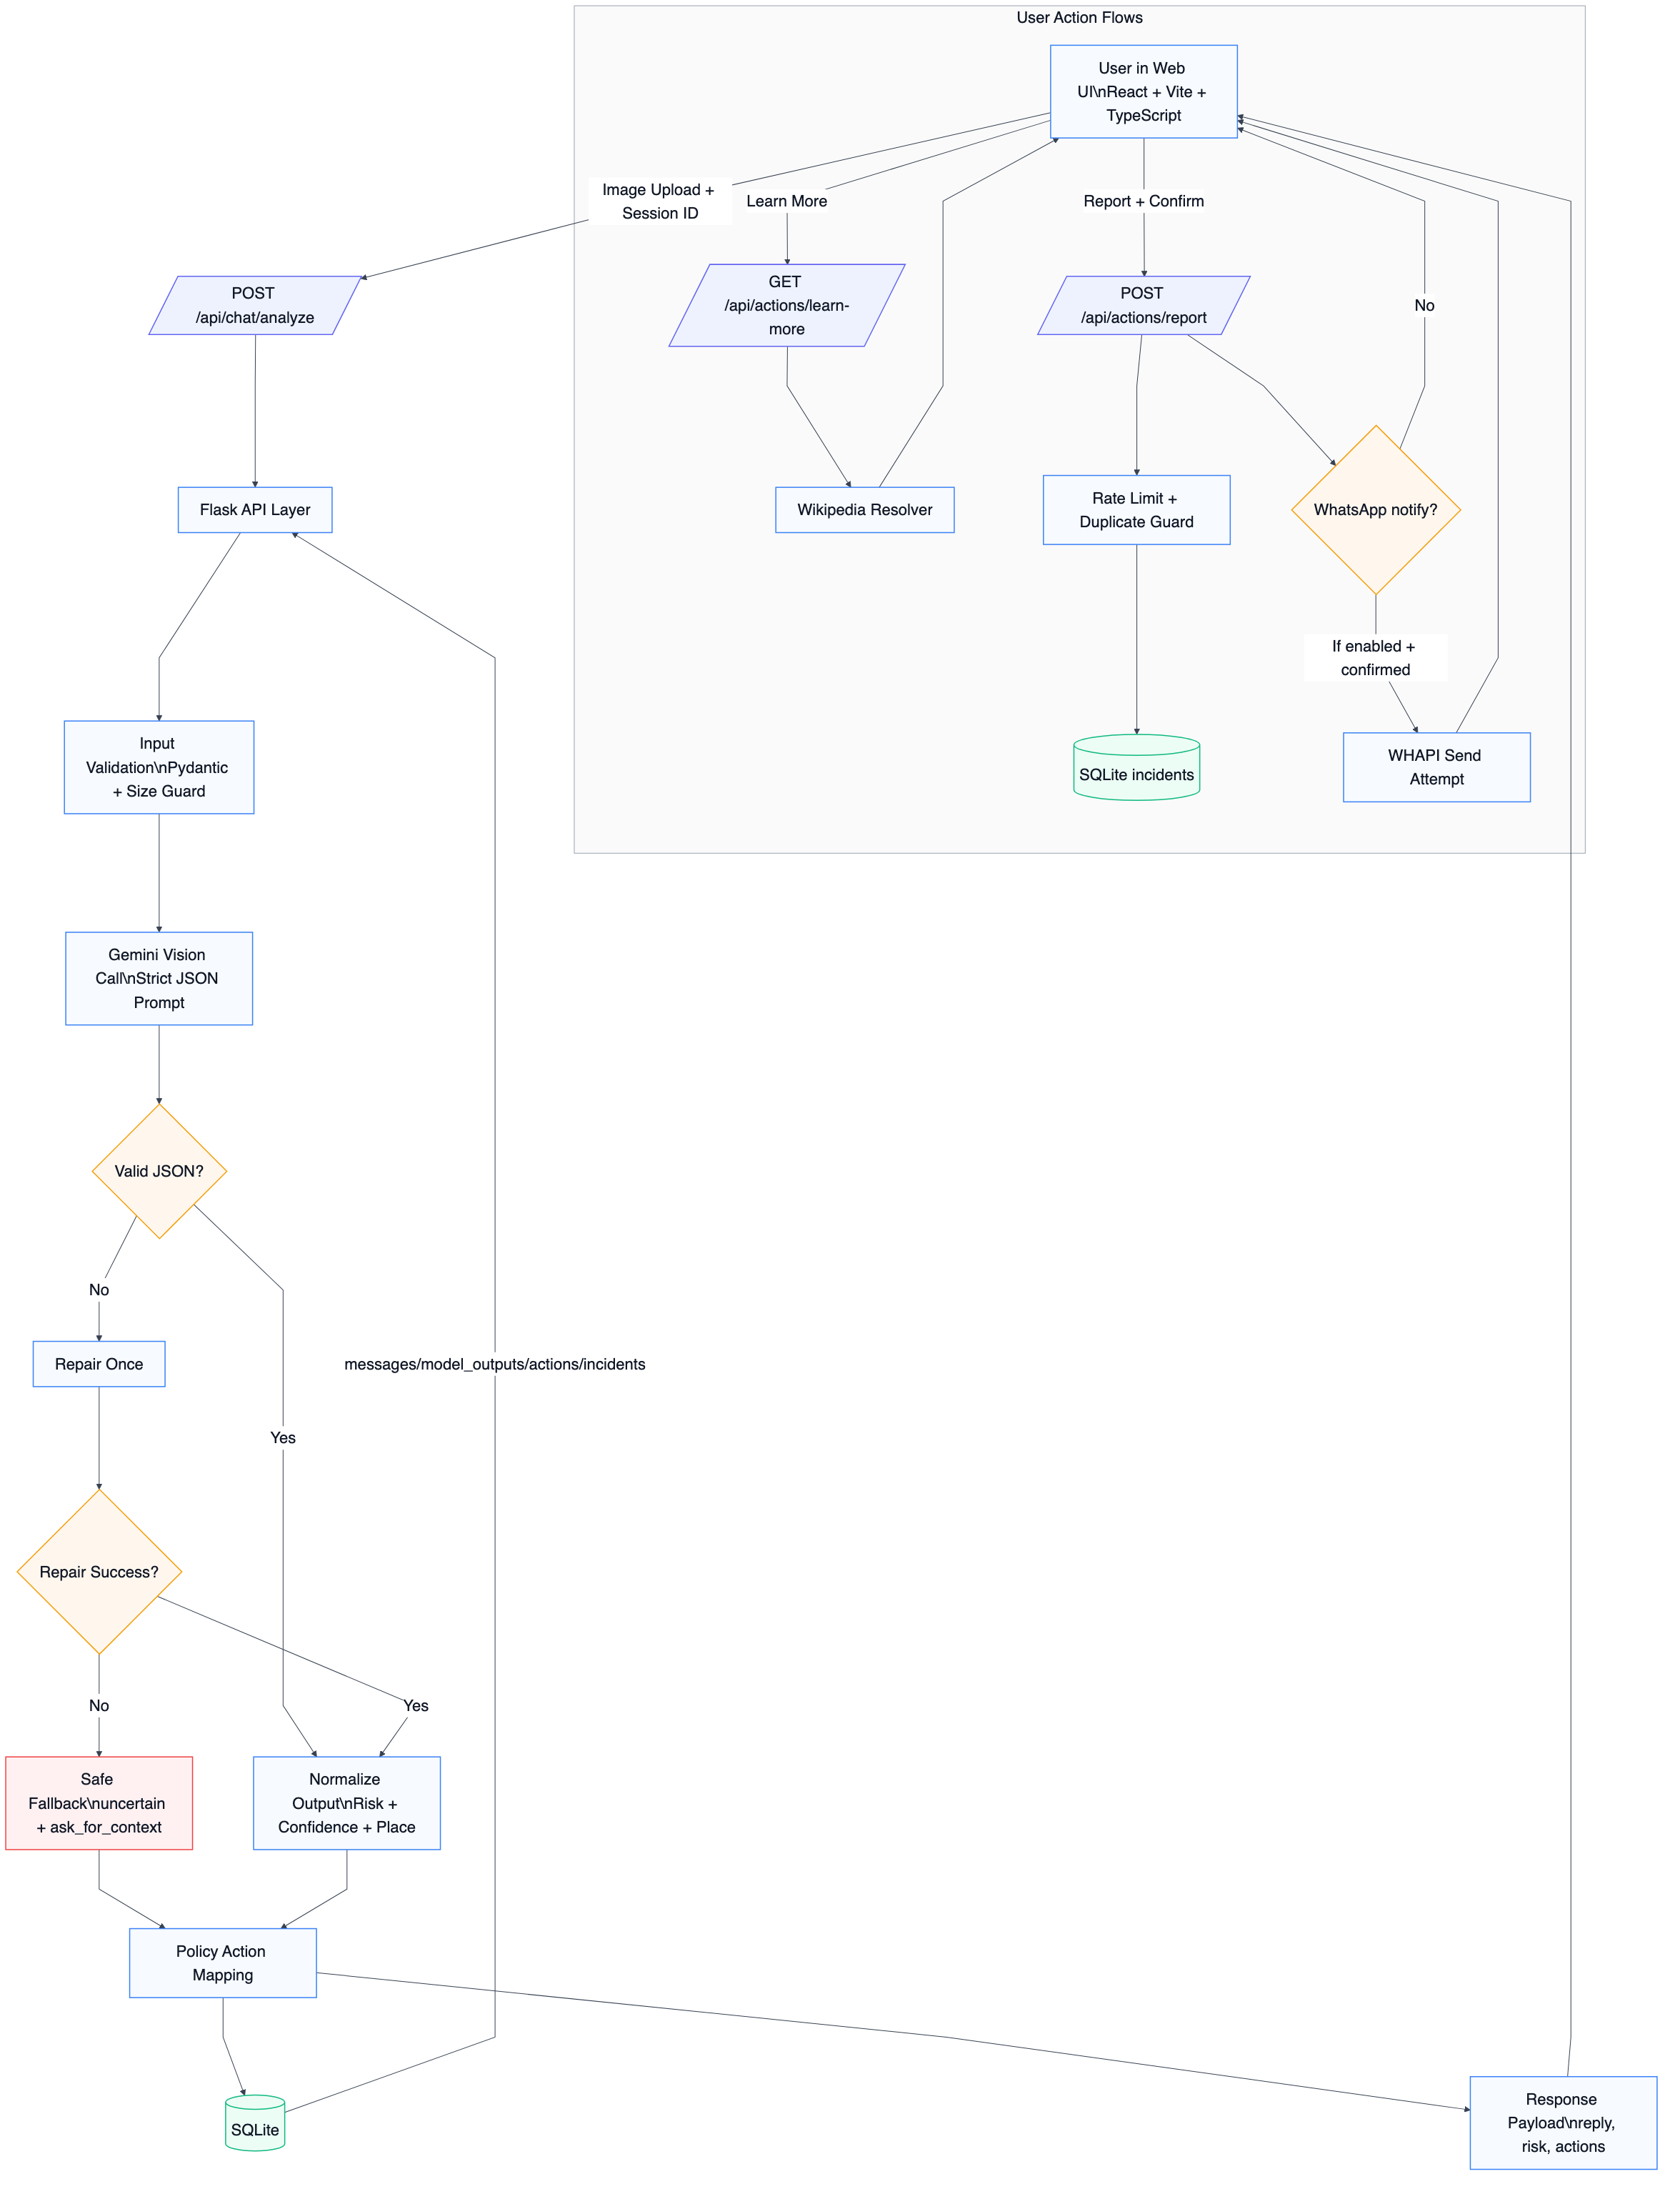 User Action Flows
User in Web
UI\nReact + Vite +
TypeScript
Image Upload +
Session ID
Learn More
Report + Confirm
POST
/api/chat/analyze
GET
/api/actions/learn-
more
POST
/api/actions/report
No
Flask API Layer
Wikipedia Resolver
Rate Limit +
Duplicate Guard
WhatsApp notify?
If enabled +
confirmed
Input
Validation\nPydantic
+ Size Guard
SQLite incidents
WHAPI Send
Attempt
Gemini Vision
Call\nStrict JSON
Prompt
Valid JSON?
No
Repair Once
messages/model_outputs/actions/incidents
Yes
Repair Success?
No
Yes
Safe
Fallback\nuncertain
+ ask_for_context
Normalize
Output\nRisk +
Confidence + Place
Policy Action
Mapping
SQLite
Response
Payload\nreply,
risk, actions